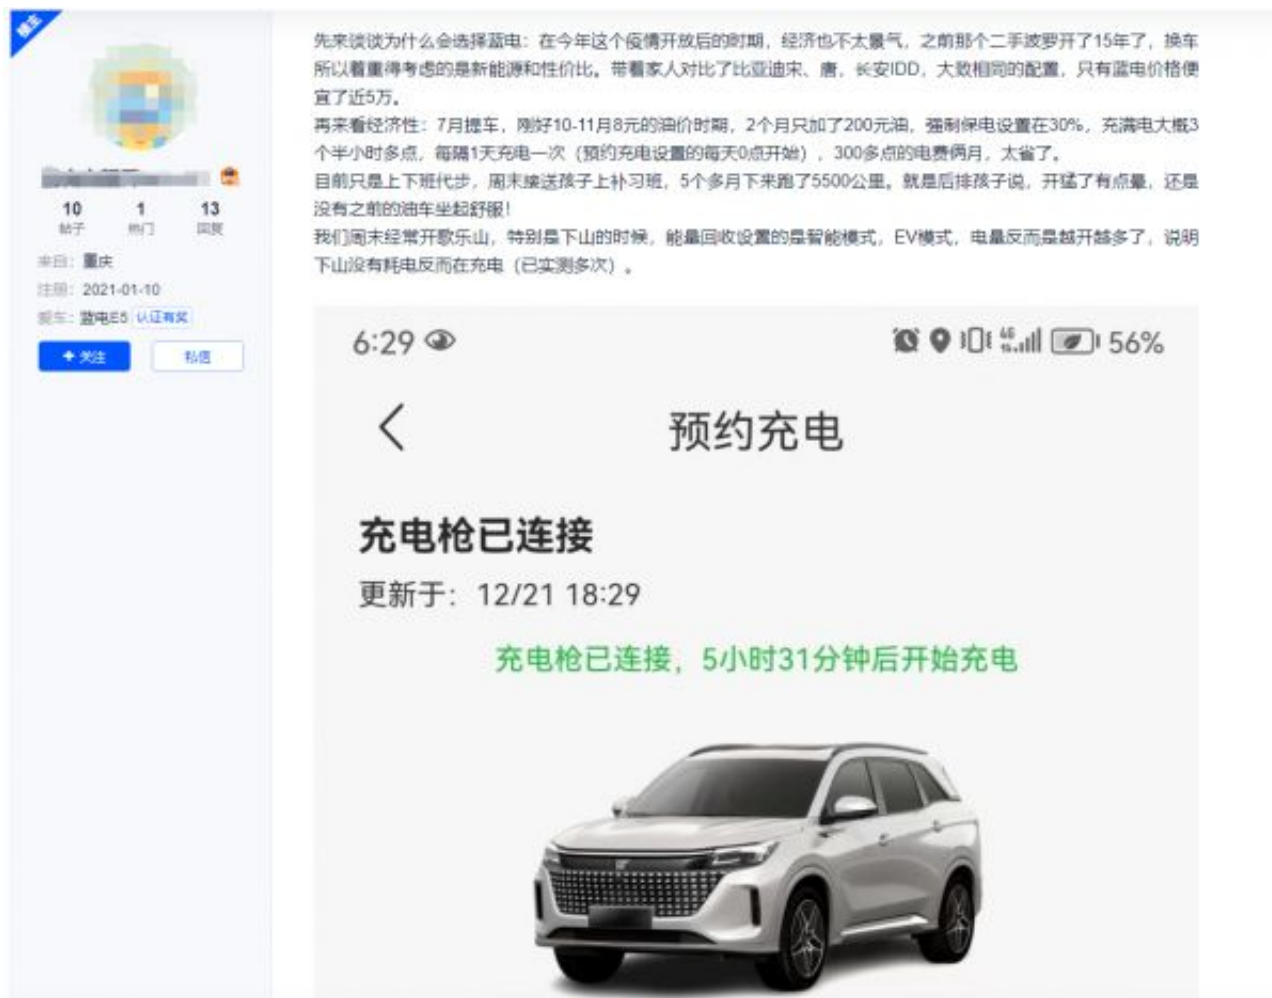 楼主
10 1 13
帖子 热门 回复
来自：重庆
注册：2021-01-10
爱车：蓝电E5 认证有奖
+ 关注 私信
先来谈谈为什么会选择蓝电：在今年这个疫情开放后的时期，经济也不太景气，之前那个二手波罗开了15年了，换车
所以着重得考虑的是新能源和性价比。带着家人对比了比亚迪宋、唐，长安IDD，大致相同的配置，只有蓝电价格便
宜了近5万。
再来看经济性：7月提车，刚好10-11月8元的油价时期，2个月只加了200元油，强制保电设置在30%，充满电大概3
个半小时多点，每隔1天充电一次（预约充电设置的每天0点开始），300多点的电费俩月，太省了。
目前只是上下班代步，周末接送孩子上补习班，5个多月下来跑了5500公里。就是后排孩子说，开猛了有点晕，还是
没有之前的油车坐起舒服！
我们周末经常开歌乐山，特别是下山的时候，能量回收设置的是智能模式，EV模式，电量反而是越开越多了，说明
下山没有耗电反而在充电（已实测多次）。
6:29 4G 56%
预约充电
充电枪已连接
更新于：12/21 18:29
充电枪已连接，5小时31分钟后开始充电